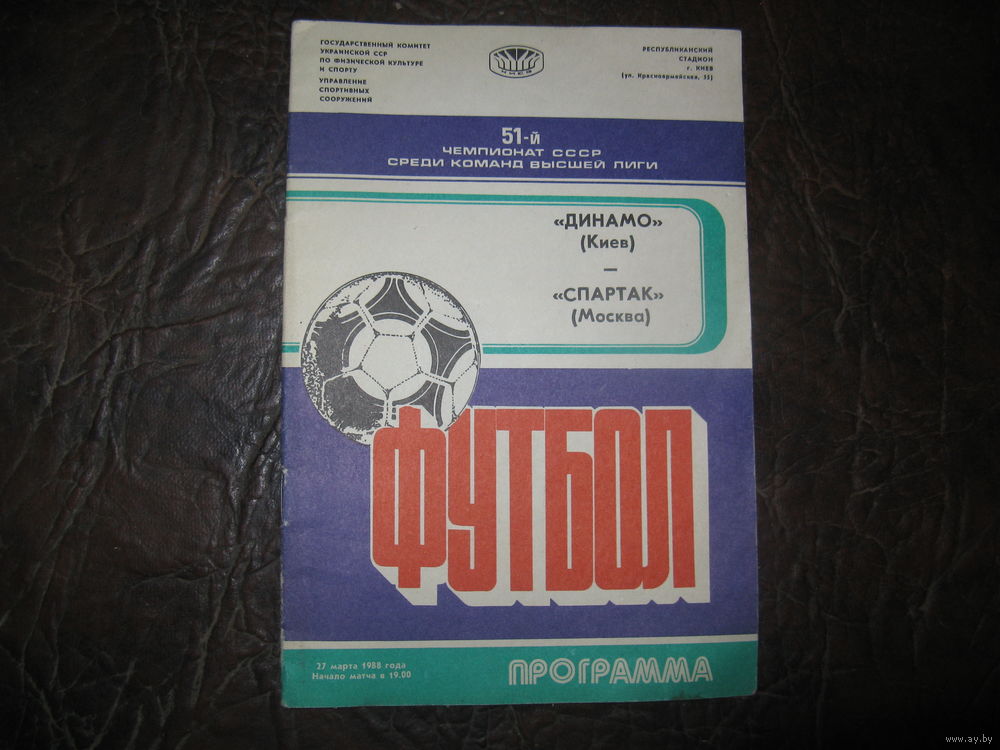 ГОСУДАРСТВЕННЫЙ КОМИТЕТ
УКРАИНСКОЙ ССР
ПО ФИЗИЧЕСКОЙ КУЛЬТУРЕ
И СПОРТУ
УПРАВЛЕНИЕ
СПОРТИВНЫХ
СООРУЖЕНИЙ
КИЕВ
РЕСПУБЛИКАНСКИЙ
СТАДИОН
г. КИЕВ
(ул. Красноармейская, 55)
51-й
ЧЕМПИОНАТ СССР
СРЕДИ КОМАНД ВЫСШЕЙ ЛИГИ
«ДИНАМО»
(Киев)
—
«СПАРТАК»
(Москва)
ФУТБОЛ
27 марта 1988 года
Начало матча в 19.00
ПРОГРАММА
www.ay.by